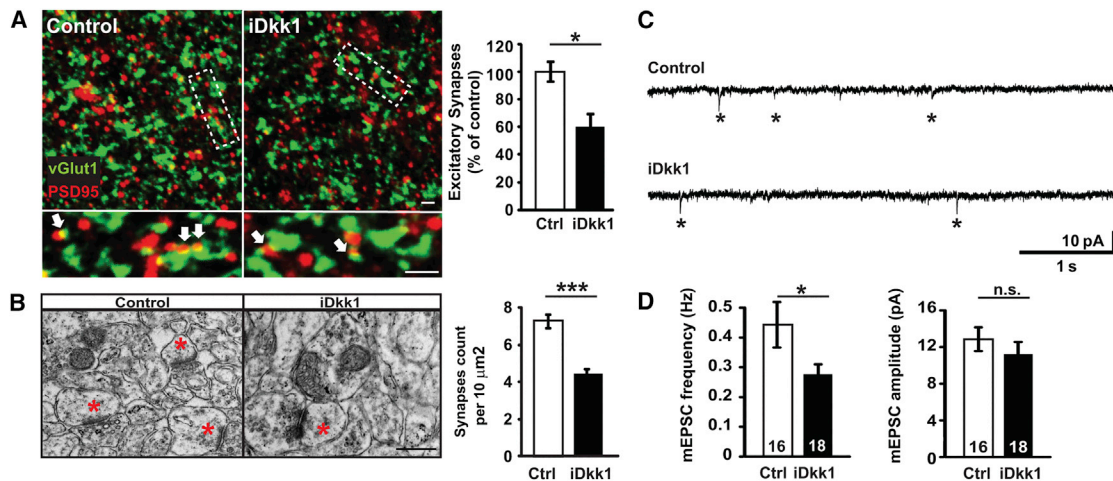 A
Control
iDkk1
vGlut1
PSD95
*
Excitatory Synapses
(% of control)
120
100
80
60
40
20
0
Ctrl iDkk1
B
Control
iDkk1
*
*
*
*
***
Synapses count
per 10 μm2
8
6
4
2
0
Ctrl iDkk1
C
Control
* * *
iDkk1
* *
10 pA
1 s
D
*
mEPSC frequency (Hz)
0.5
0.4
0.3
0.2
0.1
0
16 18
Ctrl iDkk1
n.s.
mEPSC amplitude (pA)
16
12
8
4
0
16 18
Ctrl iDkk1